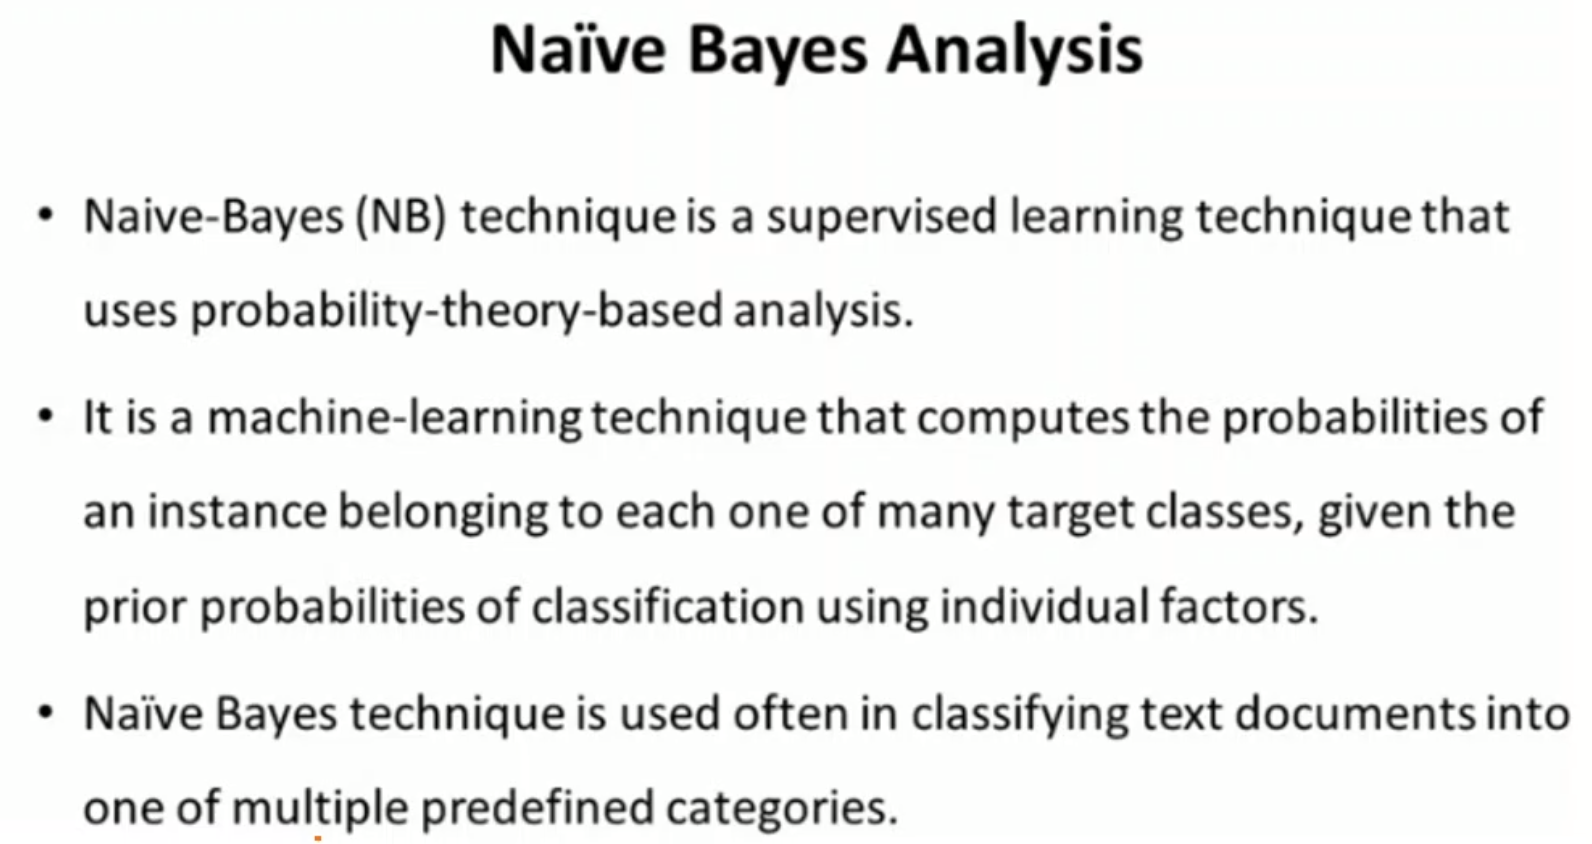 Naïve Bayes Analysis
• Naive-Bayes (NB) technique is a supervised learning technique that
uses probability-theory-based analysis.
• It is a machine-learning technique that computes the probabilities of
an instance belonging to each one of many target classes, given the
prior probabilities of classification using individual factors.
• Naïve Bayes technique is used often in classifying text documents into
one of multiple predefined categories.